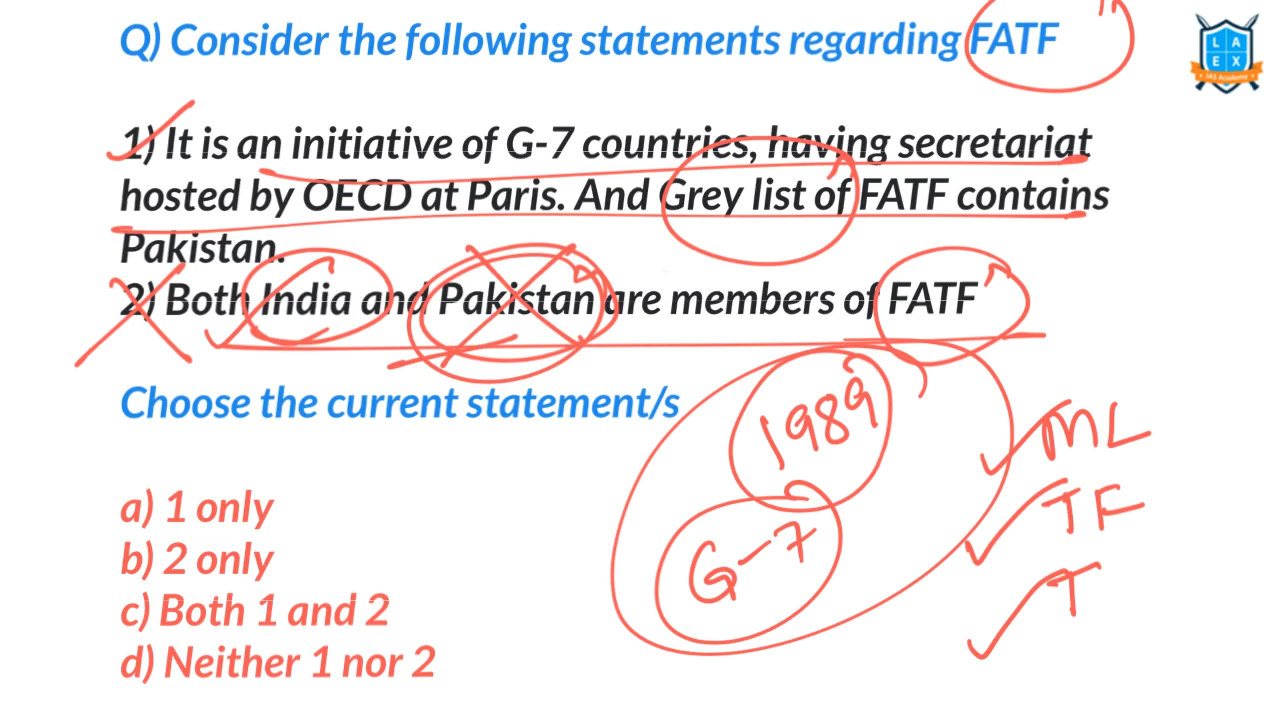 Q) Consider the following statements regarding FATF
L A
E X
IAS Academy
1) It is an initiative of G-7 countries, having secretariat
hosted by OECD at Paris. And Grey list of FATF contains
Pakistan.
2) Both India and Pakistan are members of FATF
Choose the current statement/s
1989
ML
a) 1 only
TF
b) 2 only
G-7
T
c) Both 1 and 2
d) Neither 1 nor 2